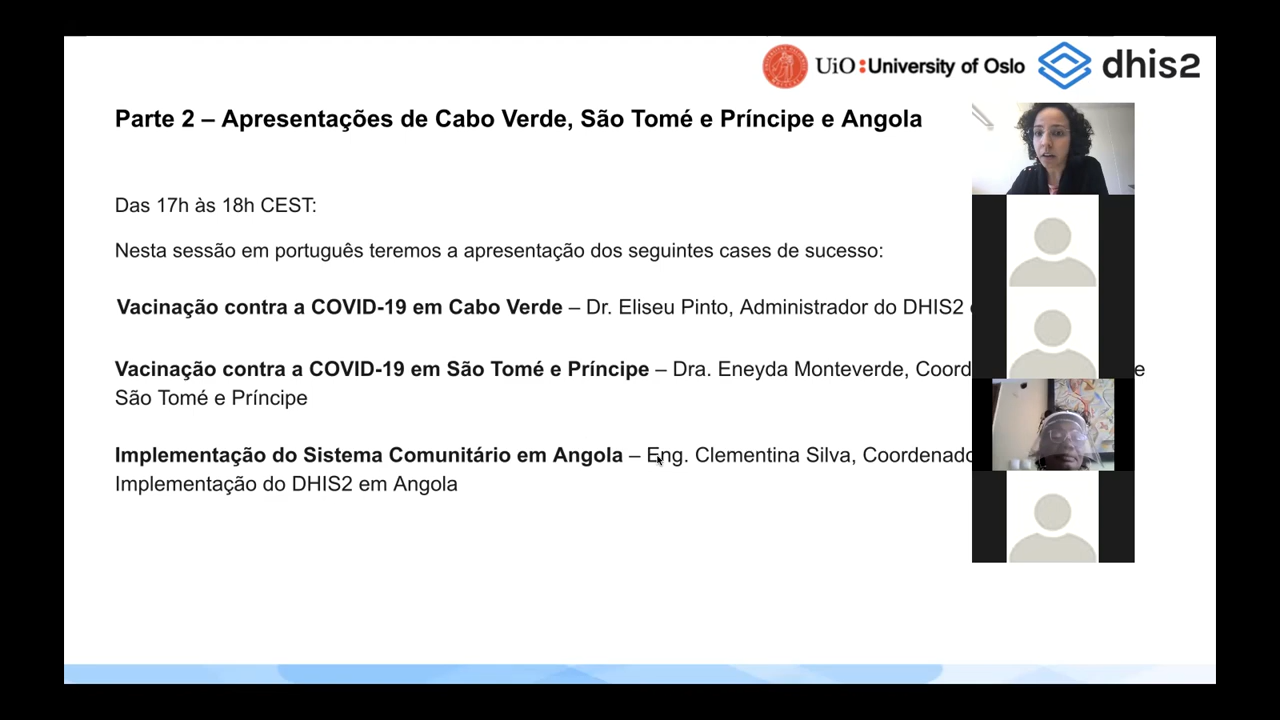 UiO:University of Oslo
dhis2
Parte 2 – Apresentações de Cabo Verde, São Tomé e Príncipe e Angola
Das 17h às 18h CEST:
Nesta sessão em português teremos a apresentação dos seguintes cases de sucesso:
Vacinação contra a COVID-19 em Cabo Verde – Dr. Eliseu Pinto, Administrador do DHIS2
Vacinação contra a COVID-19 em São Tomé e Príncipe – Dra. Eneyda Monteverde, Coord e
São Tomé e Príncipe
Implementação do Sistema Comunitário em Angola – Eng. Clementina Silva, Coordenado
Implementação do DHIS2 em Angola